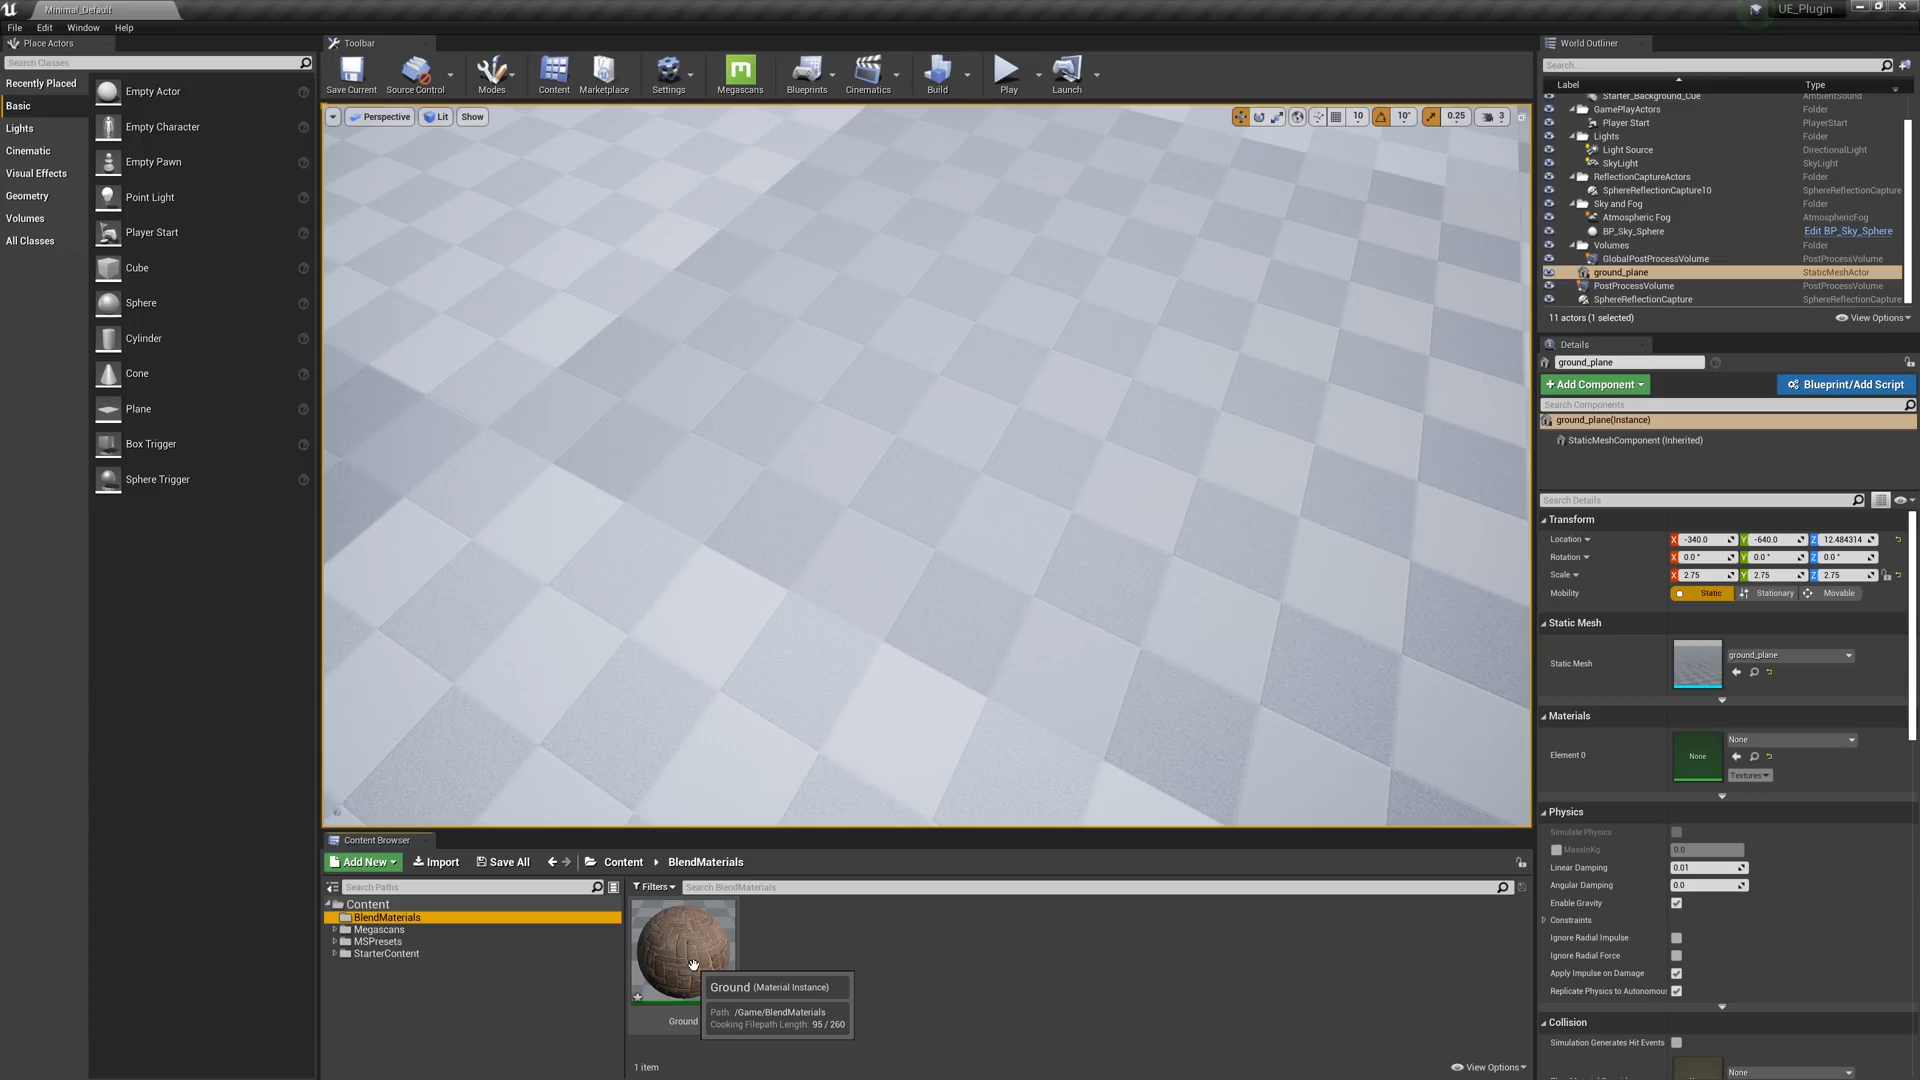 Minimal_Default
UE_Plugin
File Edit Window Help
Place Actors
Search Classes
Recently Placed
Basic
Lights
Cinematic
Visual Effects
Geometry
Volumes
All Classes
Empty Actor
Empty Character
Empty Pawn
Point Light
Player Start
Cube
Sphere
Cylinder
Cone
Plane
Box Trigger
Sphere Trigger
Toolbar
Save Current Source Control Modes Content Marketplace Settings Megascans Blueprints Cinematics Build Play Launch
Perspective Lit Show
10 10° 0.25 3
World Outliner
Search...
Label Type
Starter_Background_Cue AmbientSound
GamePlayActors Folder
Player Start PlayerStart
Lights Folder
Light Source DirectionalLight
SkyLight SkyLight
ReflectionCaptureActors Folder
SphereReflectionCapture10 SphereReflectionCapture
Sky and Fog Folder
Atmospheric Fog AtmosphericFog
BP_Sky_Sphere Edit BP_Sky_Sphere
Volumes Folder
GlobalPostProcessVolume PostProcessVolume
ground_plane StaticMeshActor
PostProcessVolume PostProcessVolume
SphereReflectionCapture SphereReflectionCapture
11 actors (1 selected) View Options
Details
ground_plane
+ Add Component Blueprint/Add Script
Search Components
ground_plane(Instance)
StaticMeshComponent (Inherited)
Search Details
Transform
Location X -340.0 Y -640.0 Z 12.484314
Rotation X 0.0° Y 0.0° Z 0.0°
Scale X 2.75 Y 2.75 Z 2.75
Mobility Static Stationary Movable
Static Mesh
Static Mesh ground_plane
Materials
Element 0 None None
Textures
Physics
Simulate Physics
MassInKg 0.0
Linear Damping 0.01
Angular Damping 0.0
Enable Gravity
Constraints
Ignore Radial Impulse
Ignore Radial Force
Apply Impulse on Damage
Replicate Physics to Autonomou
Collision
Simulation Generates Hit Events
None
Content Browser
Add New Import Save All Content BlendMaterials
Search Paths
Filters Search BlendMaterials
Content
BlendMaterials
Megascans
MSPresets
StarterContent
Ground
Ground (Material Instance)
Path: /Game/BlendMaterials
Cooking Filepath Length: 95 / 260
1 item View Options